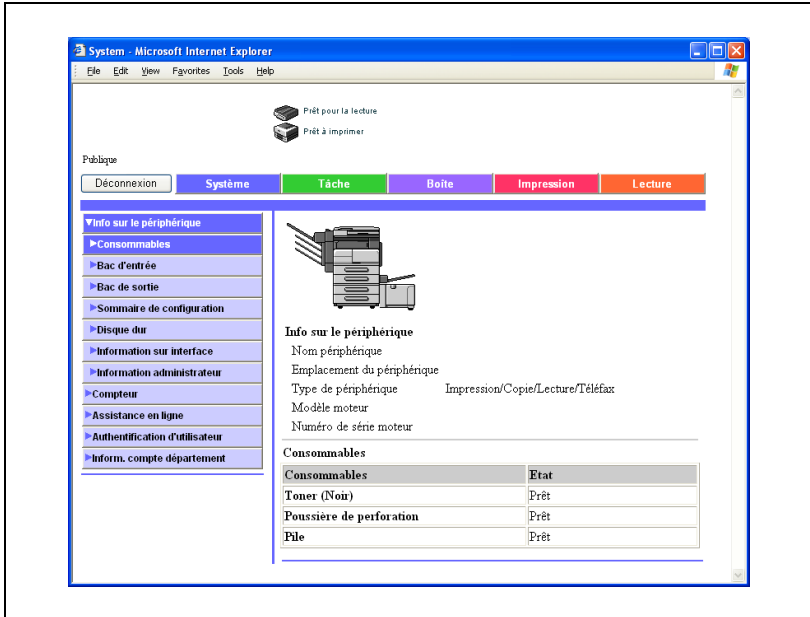 System - Microsoft Internet Explorer
File Edit View Favorites Tools Help
Prêt pour la lecture
Prêt à imprimer
Publique
Déconnexion Système Tâche Boîte Impression Lecture
Info sur le périphérique
Consommables
Bac d'entrée
Bac de sortie
Sommaire de configuration
Disque dur
Information sur interface
Information administrateur
Compteur
Assistance en ligne
Authentification d'utilisateur
Inform. compte département
Info sur le périphérique
Nom périphérique
Emplacement du périphérique
Type de périphérique Impression/Copie/Lecture/Téléfax
Modèle moteur
Numéro de série moteur
Consommables
Consommables Etat
Toner (Noir) Prêt
Poussière de perforation Prêt
Pile Prêt